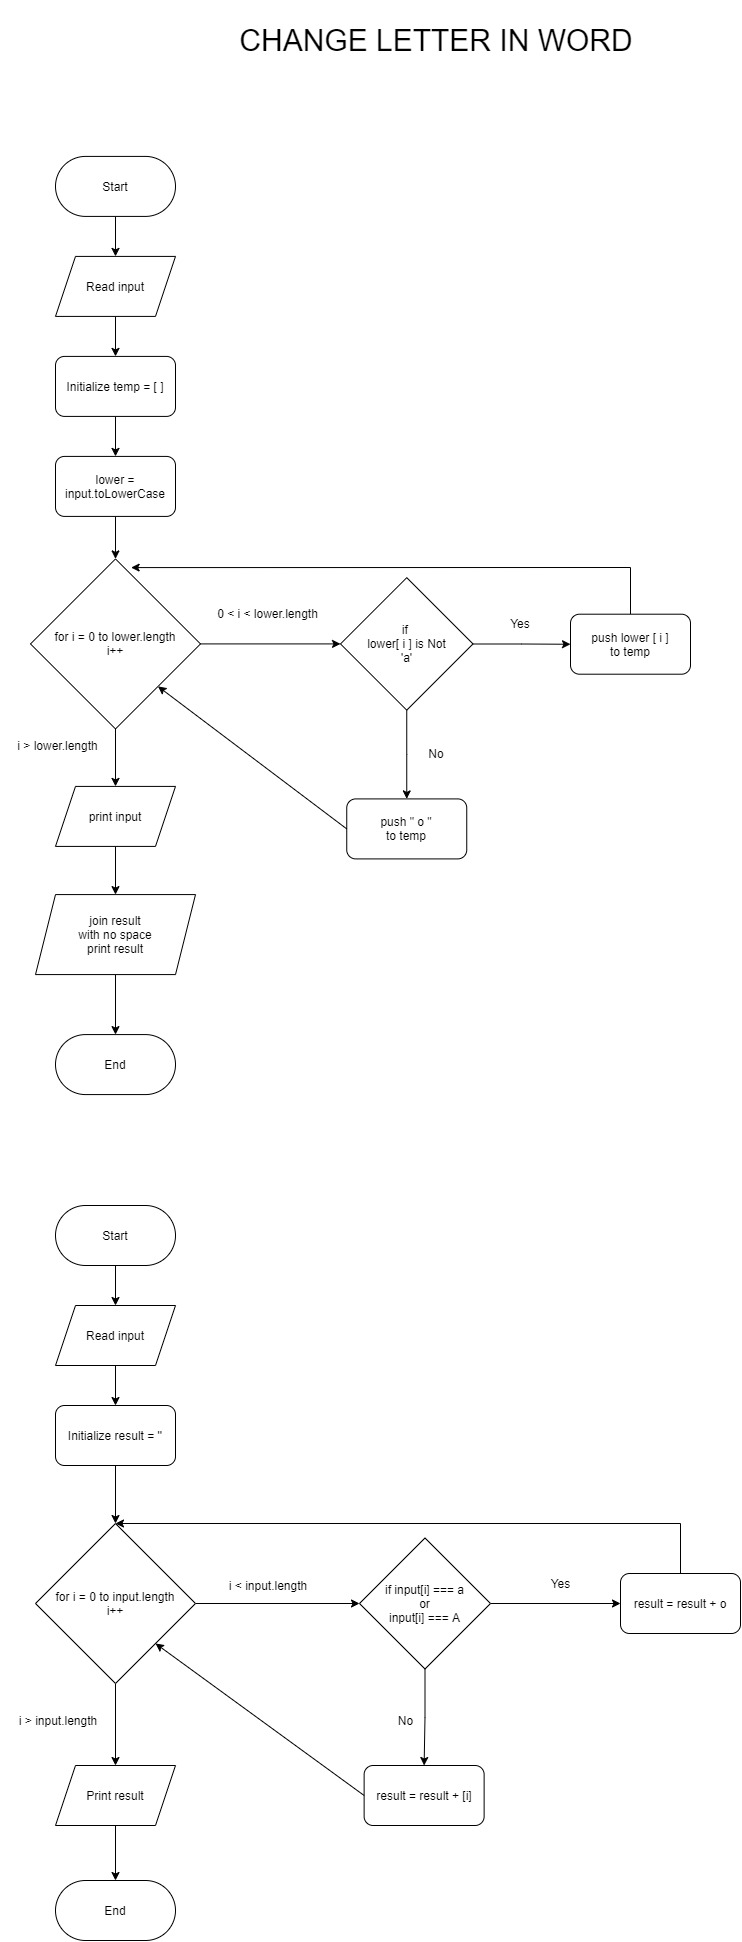 CHANGE LETTER IN WORD
Start
Read input
Initialize temp = [ ]
lower =
input.toLowerCase
for i = 0 to lower.length
i++
0 < i < lower.length
if
lower[ i ] is Not
'a'
Yes
push lower [ i ]
to temp
No
push " o "
to temp
i > lower.length
print input
join result
with no space
print result
End
Start
Read input
Initialize result = ''
for i = 0 to input.length
i++
i < input.length
if input[i] === a
or
input[i] === A
Yes
result = result + o
No
result = result + [i]
i > input.length
Print result
End